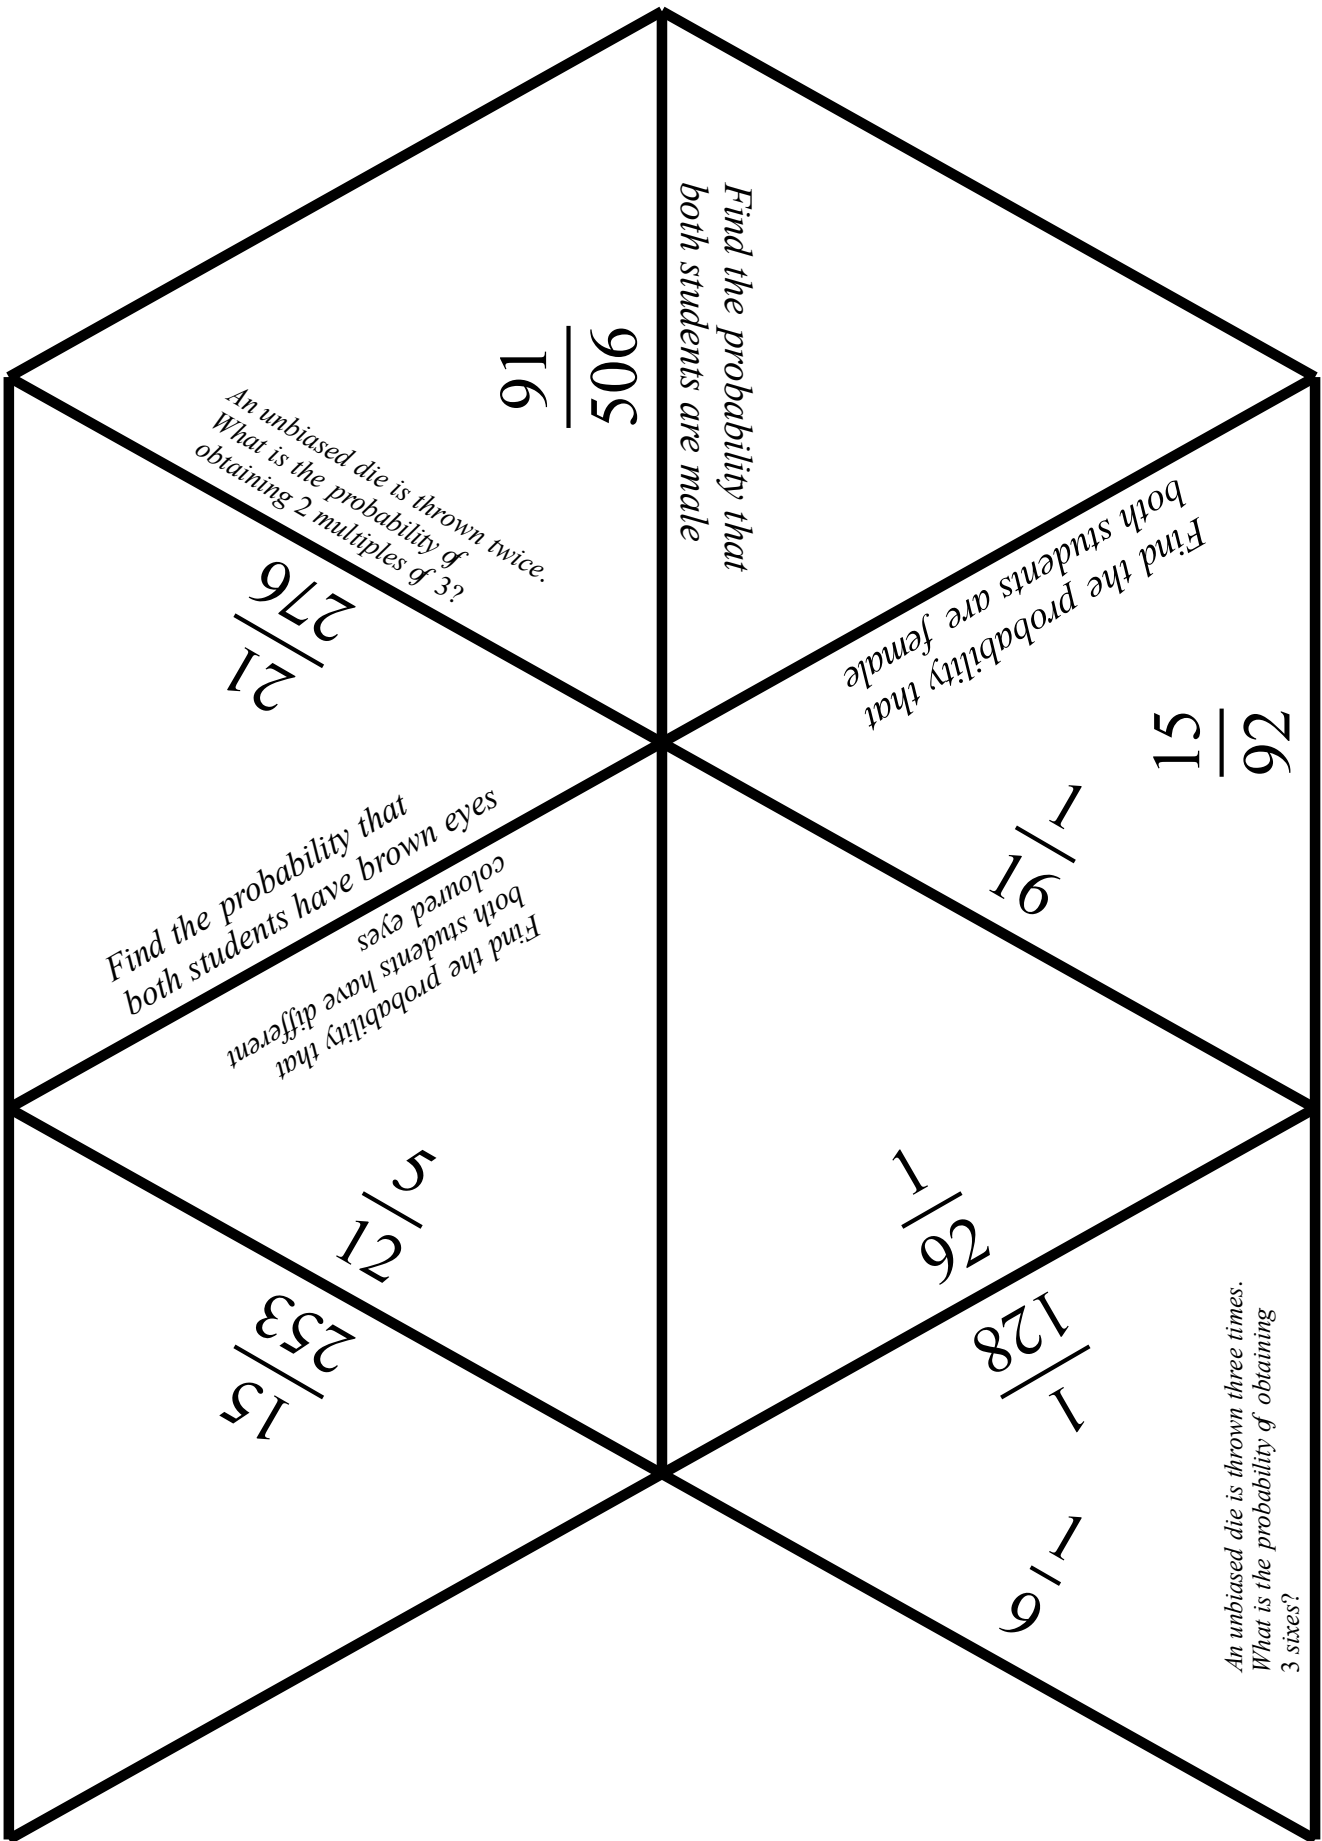 Find the probability that
both students are male
91
506
An unbiased die is thrown twice.
What is the probability of
obtaining 2 multiples of 3?
21
276
Find the probability that
both students are female
15
92
1
16
Find the probability that
both students have brown eyes
Find the probability that
both students have different
coloured eyes
5
12
1
92
15
253
1
128
1
9
An unbiased die is thrown three times.
What is the probability of obtaining
3 sixes?